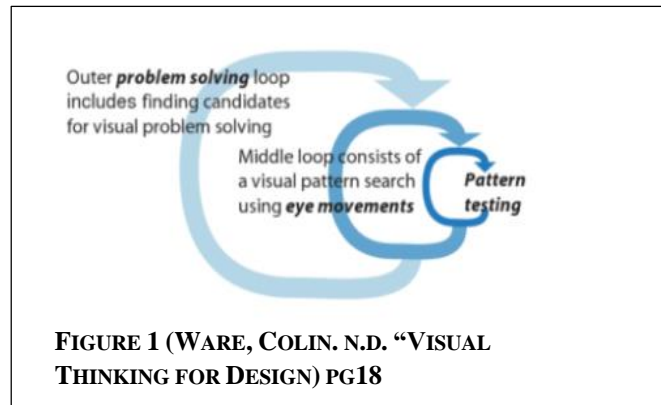 Outer problem solving loop
includes finding candidates
for visual problem solving
Middle loop consists of
a visual pattern search
using eye movements
Pattern
testing
FIGURE 1 (WARE, COLIN. N.D. “VISUAL
THINKING FOR DESIGN) PG18